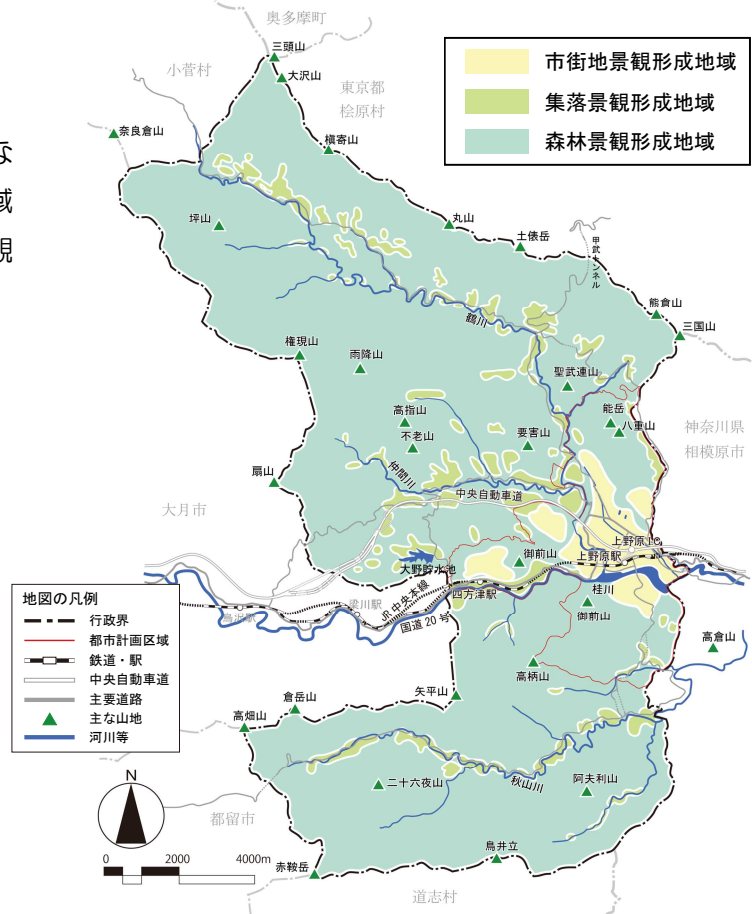 奥多摩町
三頭山
小菅村
大沢山
東京都
桧原村
奈良倉山
槇寄山
市街地景観形成地域
集落景観形成地域
森林景観形成地域
な
域
観
坪山
丸山
土俵岳
甲武トンネル
熊倉山
三国山
鶴川
権現山
雨降山
聖武連山
高指山
不老山
要害山
能岳
八重山
神奈川県
相模原市
扇山
仲間川
中央自動車道
大月市
上野原IC
上野原駅
御前山
大野貯水池
桂川
四方津駅
御前山
JR中央本線
梁川駅
国道20号
鳥沢駅
地図の凡例
行政界
都市計画区域
鉄道・駅
中央自動車道
主要道路
主な山地
河川等
高倉山
高柄山
矢平山
倉岳山
高畑山
秋山川
二十六夜山
阿夫利山
N
都留市
0 2000 4000m
赤鞍岳
鳥井立
道志村